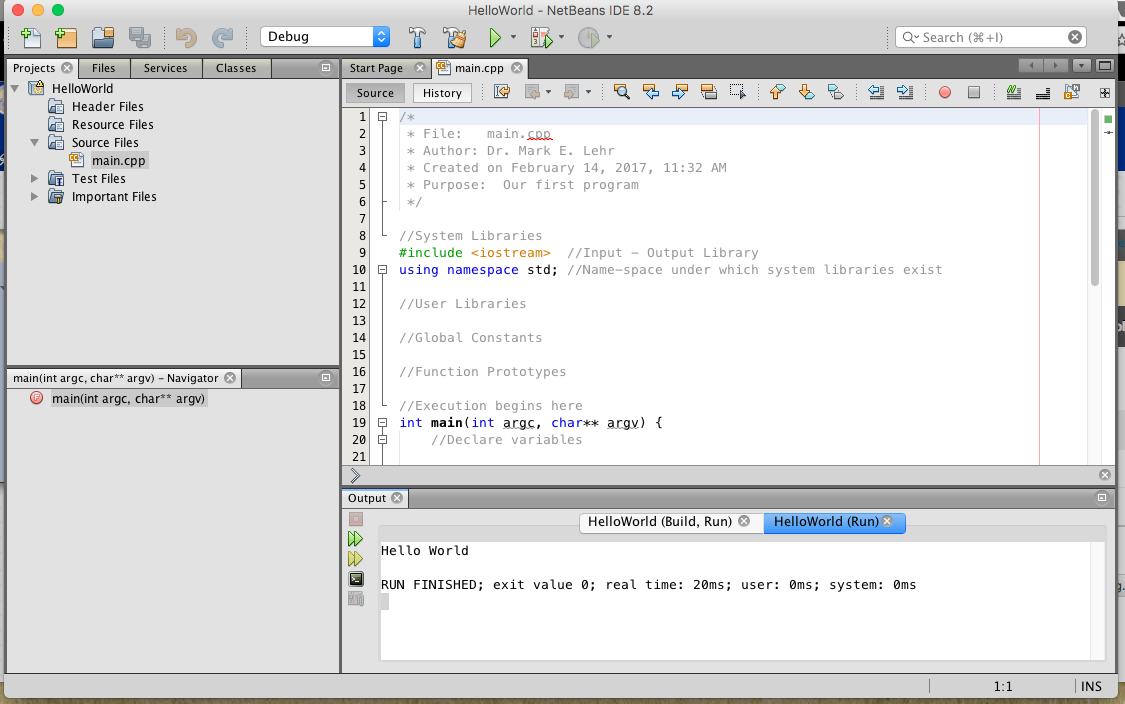 HelloWorld - NetBeans IDE 8.2
Debug
Search (⌘+I)
Projects
Files
Services
Classes
HelloWorld
Header Files
Resource Files
Source Files
main.cpp
Test Files
Important Files
main(int argc, char** argv) - Navigator
main(int argc, char** argv)
Start Page
main.cpp
Source
History
1 /*
2 * File:   main.cpp
3 * Author: Dr. Mark E. Lehr
4 * Created on February 14, 2017, 11:32 AM
5 * Purpose:  Our first program
6 */
7
8 //System Libraries
9 #include <iostream>  //Input - Output Library
10 using namespace std; //Name-space under which system libraries exist
11
12 //User Libraries
13
14 //Global Constants
15
16 //Function Prototypes
17
18 //Execution begins here
19 int main(int argc, char** argv) {
20     //Declare variables
21
Output
HelloWorld (Build, Run)
HelloWorld (Run)
Hello World
RUN FINISHED; exit value 0; real time: 20ms; user: 0ms; system: 0ms
1:1
INS